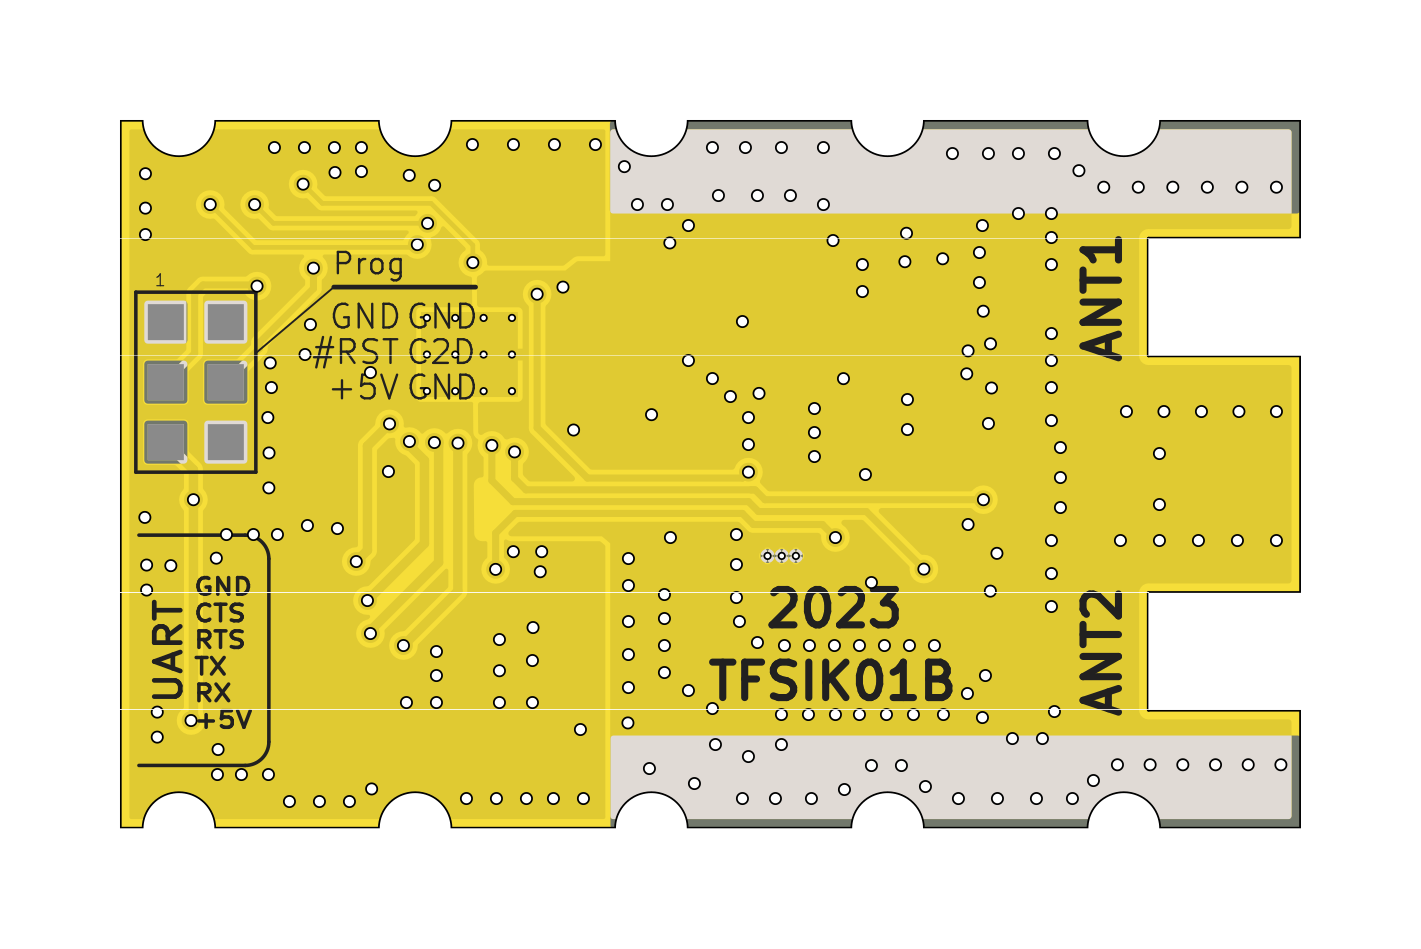 Prog
1
GND GND
#RST C2D
+5V GND
ANT1
UART
GND
CTS
RTS
TX
RX
+5V
2023
TFSIK01B
ANT2